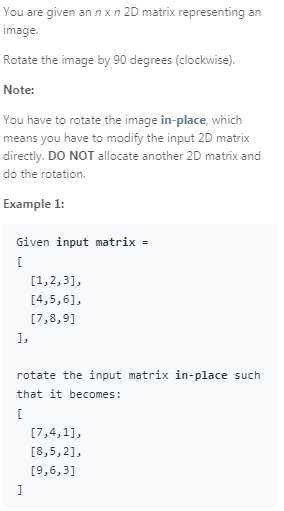 You are given an n x n 2D matrix representing an
image.
Rotate the image by 90 degrees (clockwise).
Note:
You have to rotate the image in-place, which
means you have to modify the input 2D matrix
directly. DO NOT allocate another 2D matrix and
do the rotation.
Example 1:
Given input matrix =
[
  [1,2,3],
  [4,5,6],
  [7,8,9]
],
rotate the input matrix in-place such
that it becomes:
[
  [7,4,1],
  [8,5,2],
  [9,6,3]
]